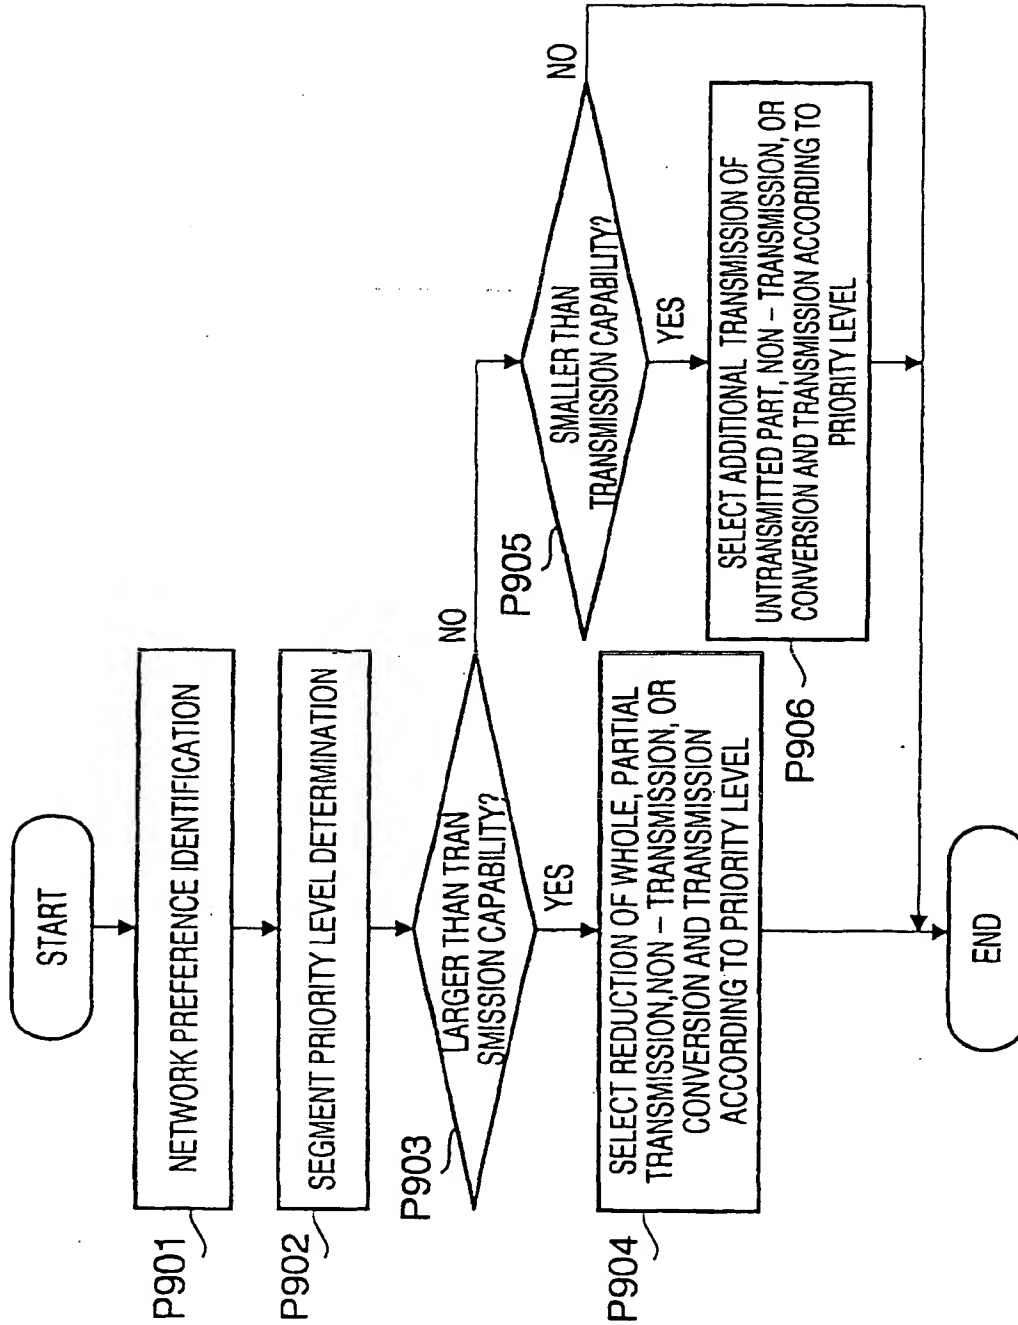 START
P901
NETWORK PREFERENCE IDENTIFICATION
P902
SEGMENT PRIORITY LEVEL DETERMINATION
P903
LARGER THAN TRAN
SMISSION CAPABILITY?
NO
YES
P904
SELECT REDUCTION OF WHOLE, PARTIAL
TRANSMISSION,NON – TRANSMISSION, OR
CONVERSION AND TRANSMISSION
ACCORDING TO PRIORITY LEVEL
P905
SMALLER THAN
TRANSMISSION CAPABILITY?
NO
YES
P906
SELECT ADDITIONAL TRANSMISSION OF
UNTRANSMITTED PART, NON – TRANSMISSION, OR
CONVERSION AND TRANSMISSION ACCORDING TO
PRIORITY LEVEL
END